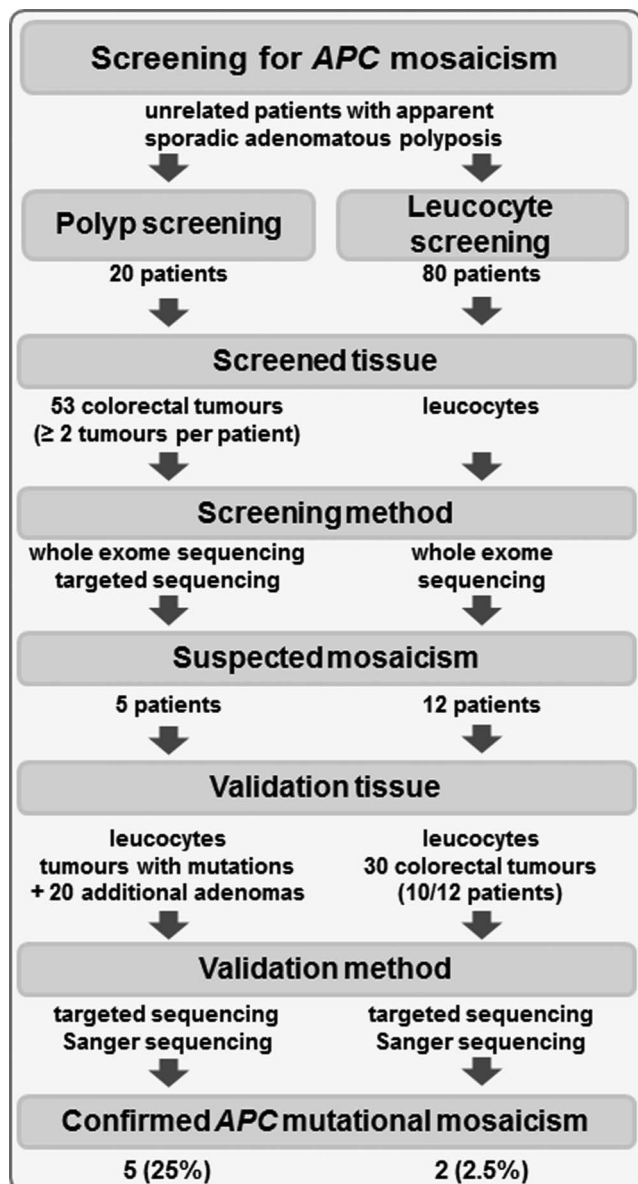 Screening for APC mosaicism
unrelated patients with apparent
sporadic adenomatous polyposis
Polyp screening
Leucocyte
screening
20 patients
80 patients
Screened tissue
53 colorectal tumours
(≥ 2 tumours per patient)
leucocytes
Screening method
whole exome sequencing
targeted sequencing
whole exome
sequencing
Suspected mosaicism
5 patients
12 patients
Validation tissue
leucocytes
tumours with mutations
+ 20 additional adenomas
leucocytes
30 colorectal tumours
(10/12 patients)
Validation method
targeted sequencing
Sanger sequencing
targeted sequencing
Sanger sequencing
Confirmed APC mutational mosaicism
5 (25%)
2 (2.5%)